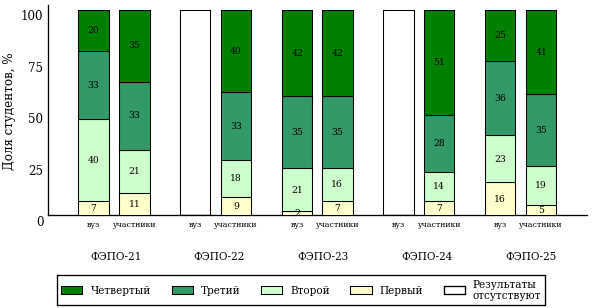 Доля студентов, %
100
75
50
25
0
20 35 40 42 42 51 25 41
33 33 33 35 35 28 36 35
40 21 18 21 16 14 23 19
7 11 9 2 7 7 16 5
вуз участники вуз участники вуз участники вуз участники вуз участники
ФЭПО-21 ФЭПО-22 ФЭПО-23 ФЭПО-24 ФЭПО-25
Четвертый Третий Второй Первый Результаты
отсутствуют